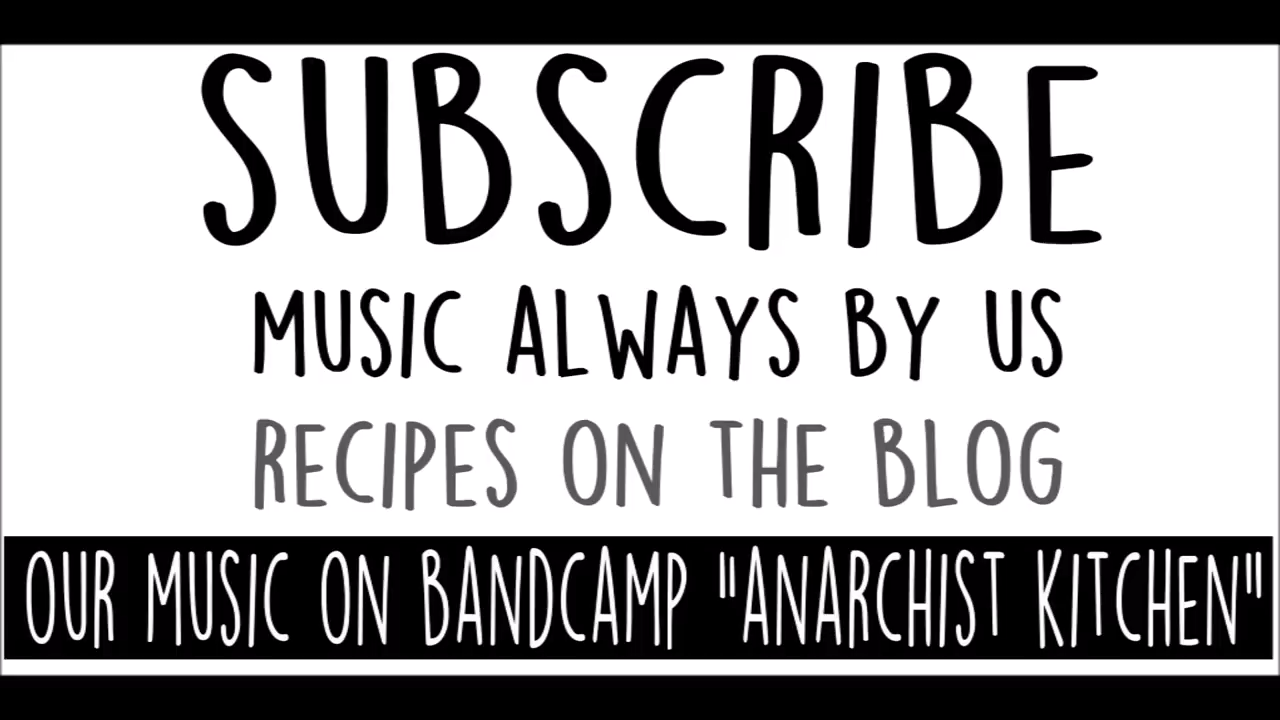 SUBSCRIBE
MUSIC ALWAYS BY US
RECIPES ON THE BLOG
OUR MUSIC ON BANDCAMP "ANARCHIST KITCHEN"